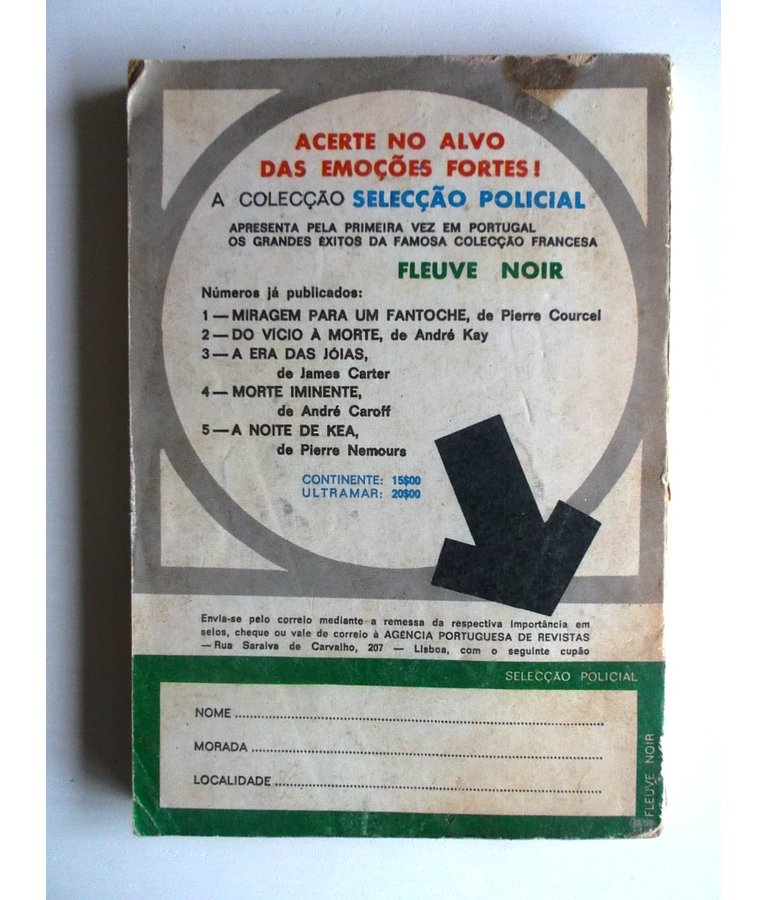 ACERTE NO ALVO
DAS EMOÇÕES FORTES!
A COLECÇÃO SELECÇÃO POLICIAL
APRESENTA PELA PRIMEIRA VEZ EM PORTUGAL
OS GRANDES ÊXITOS DA FAMOSA COLECÇÃO FRANCESA
FLEUVE NOIR
Números já publicados:
1 — MIRAGEM PARA UM FANTOCHE, de Pierre Courcel
2 — DO VÍCIO À MORTE, de André Kay
3 — A ERA DAS JÓIAS,
de James Carter
4 — MORTE IMINENTE,
de André Caroff
5 — A NOITE DE KEA,
de Pierre Nemours
CONTINENTE: 15$00
ULTRAMAR: 20$00
Envia-se pelo correio mediante a remessa da respectiva importância em
selos, cheque ou vale de correio à AGÊNCIA PORTUGUESA DE REVISTAS
— Rua Saraiva de Carvalho, 207 — Lisboa, com o seguinte cupão
SELECÇÃO POLICIAL
NOME
MORADA
LOCALIDADE
FLEUVE NOIR